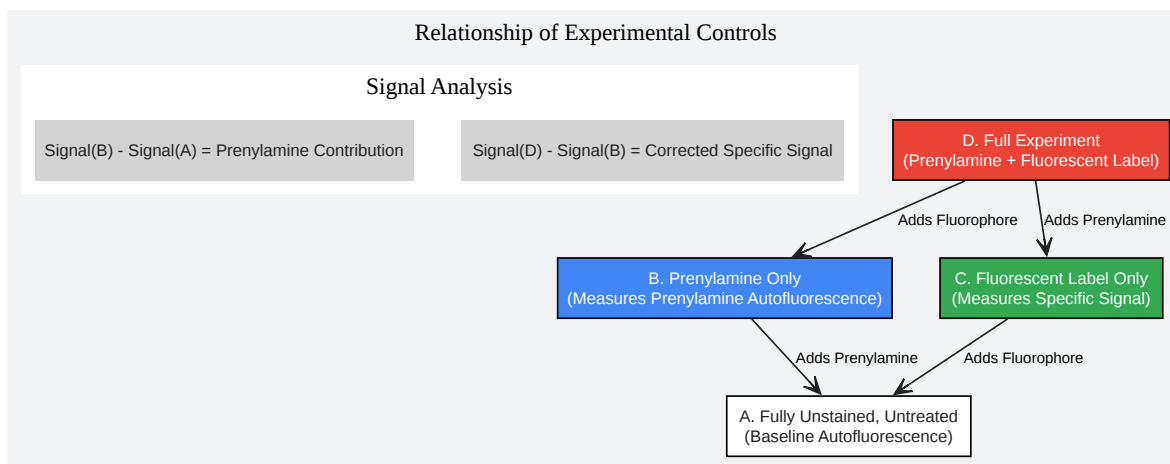 Relationship of Experimental Controls
Signal Analysis
Signal(B) - Signal(A) = Prenylamine Contribution
Signal(D) - Signal(B) = Corrected Specific Signal
D. Full Experiment
(Prenylamine + Fluorescent Label)
Adds Fluorophore
Adds Prenylamine
B. Prenylamine Only
(Measures Prenylamine Autofluorescence)
C. Fluorescent Label Only
(Measures Specific Signal)
Adds Prenylamine
Adds Fluorophore
A. Fully Unstained, Untreated
(Baseline Autofluorescence)